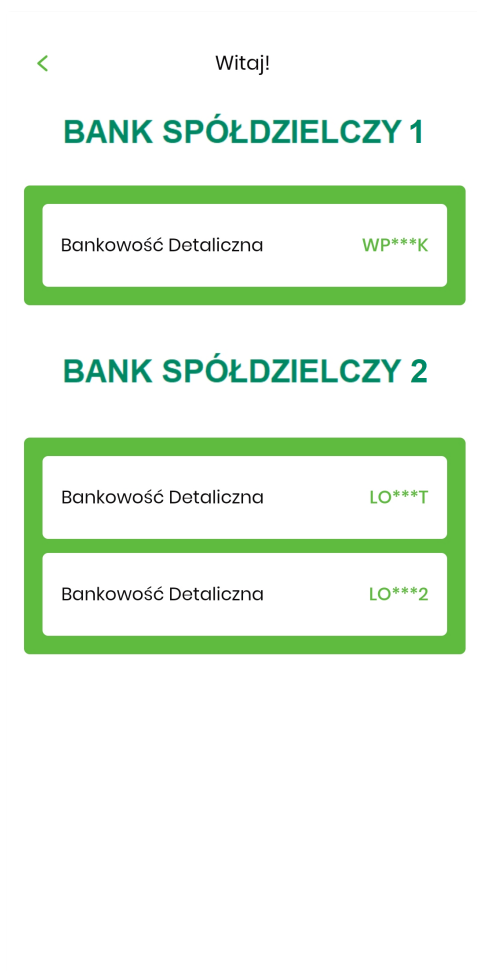 Witaj!
BANK SPÓŁDZIELCZY 1
Bankowość Detaliczna WP***K
BANK SPÓŁDZIELCZY 2
Bankowość Detaliczna LO***T
Bankowość Detaliczna LO***2